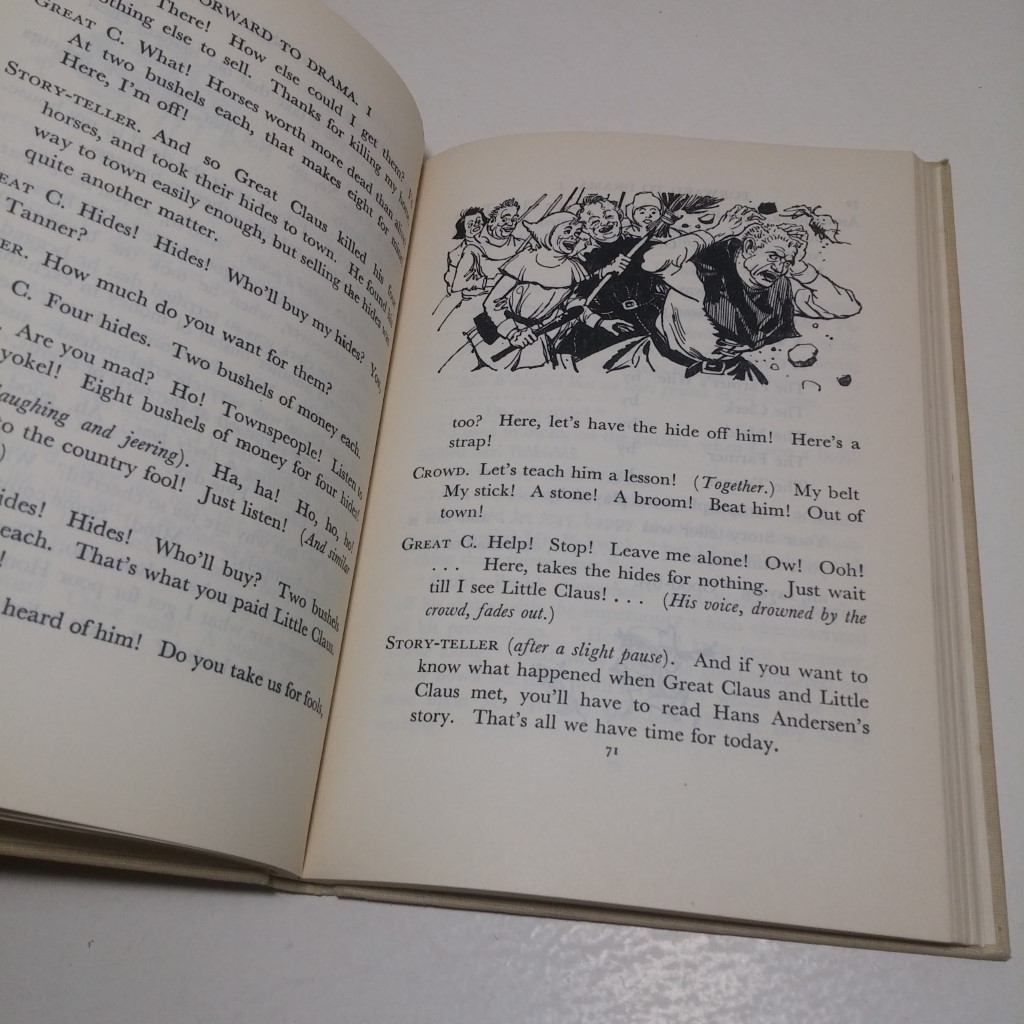 FORWARD TO DRAMA. I
There! How else could I get them?
nothing else to sell. Thanks for killing my
GREAT C. What! Horses worth more dead than alive!
At two bushels each, that makes eight for mine.
Here, I'm off!
STORY-TELLER. And so Great Claus killed his four
horses, and took their hides to town. He found his
way to town easily enough, but selling the hides was
quite another matter.
C. Hides! Hides! Who'll buy my hides? You,
Tanner?
How much do you want for them?
C. Four hides. Two bushels of money each.
Are you mad? Ho! Townspeople! Listen to
yokel! Eight bushels of money for four hides!
laughing and jeering). Ha, ha! Ho, ho, ho!
to the country fool! Just listen! (And similar
)
Hides! Who'll buy? Two bushels
each. That's what you paid Little Claus.
!
heard of him! Do you take us for fools,
too? Here, let's have the hide off him! Here's a
strap!
CROWD. Let's teach him a lesson! (Together.) My belt
My stick! A stone! A broom! Beat him! Out of
town!
GREAT C. Help! Stop! Leave me alone! Ow! Ooh!
. . . Here, takes the hides for nothing. Just wait
till I see Little Claus! . . . (His voice, drowned by the
crowd, fades out.)
STORY-TELLER (after a slight pause). And if you want to
know what happened when Great Claus and Little
Claus met, you'll have to read Hans Andersen's
story. That's all we have time for today.
71